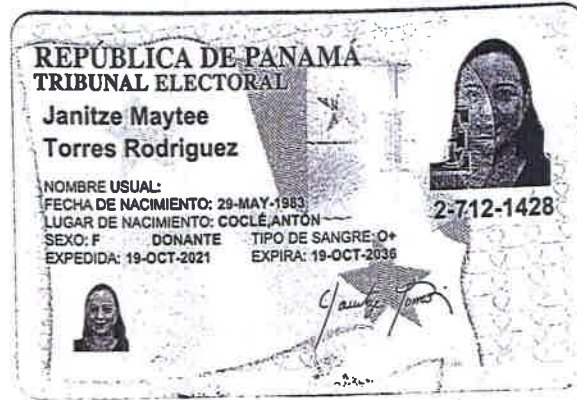 REPÚBLICA DE PANAMÁ
TRIBUNAL ELECTORAL
Janitze Maytee
Torres Rodriguez
NOMBRE USUAL:
FECHA DE NACIMIENTO: 29-MAY-1983
LUGAR DE NACIMIENTO: COCLÉ, ANTÓN
SEXO: F DONANTE TIPO DE SANGRE: O+
EXPEDIDA: 19-OCT-2021 EXPIRA: 19-OCT-2036
2-712-1428